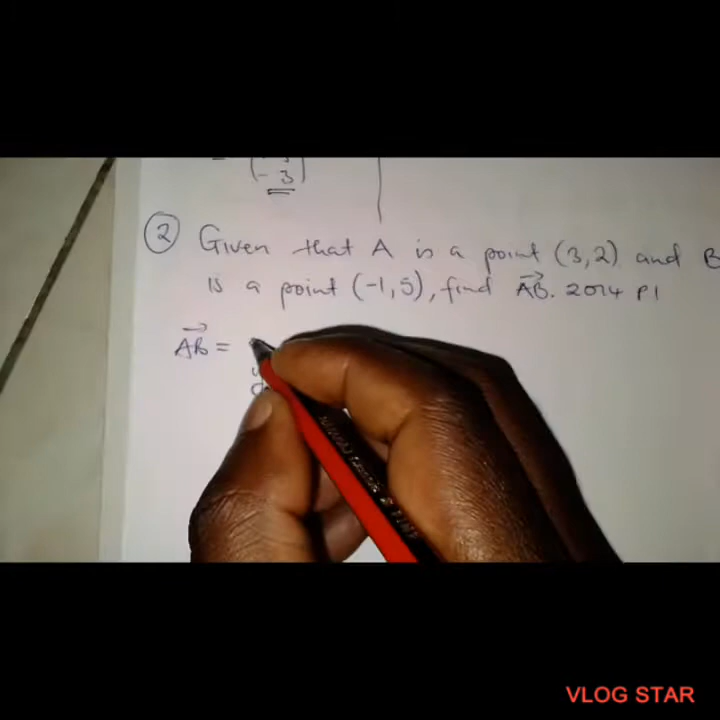 - 3
② Given that A is a point (3,2) and B
is a point (-1,5), find AB. 2014 P1
AB =
VLOG STAR